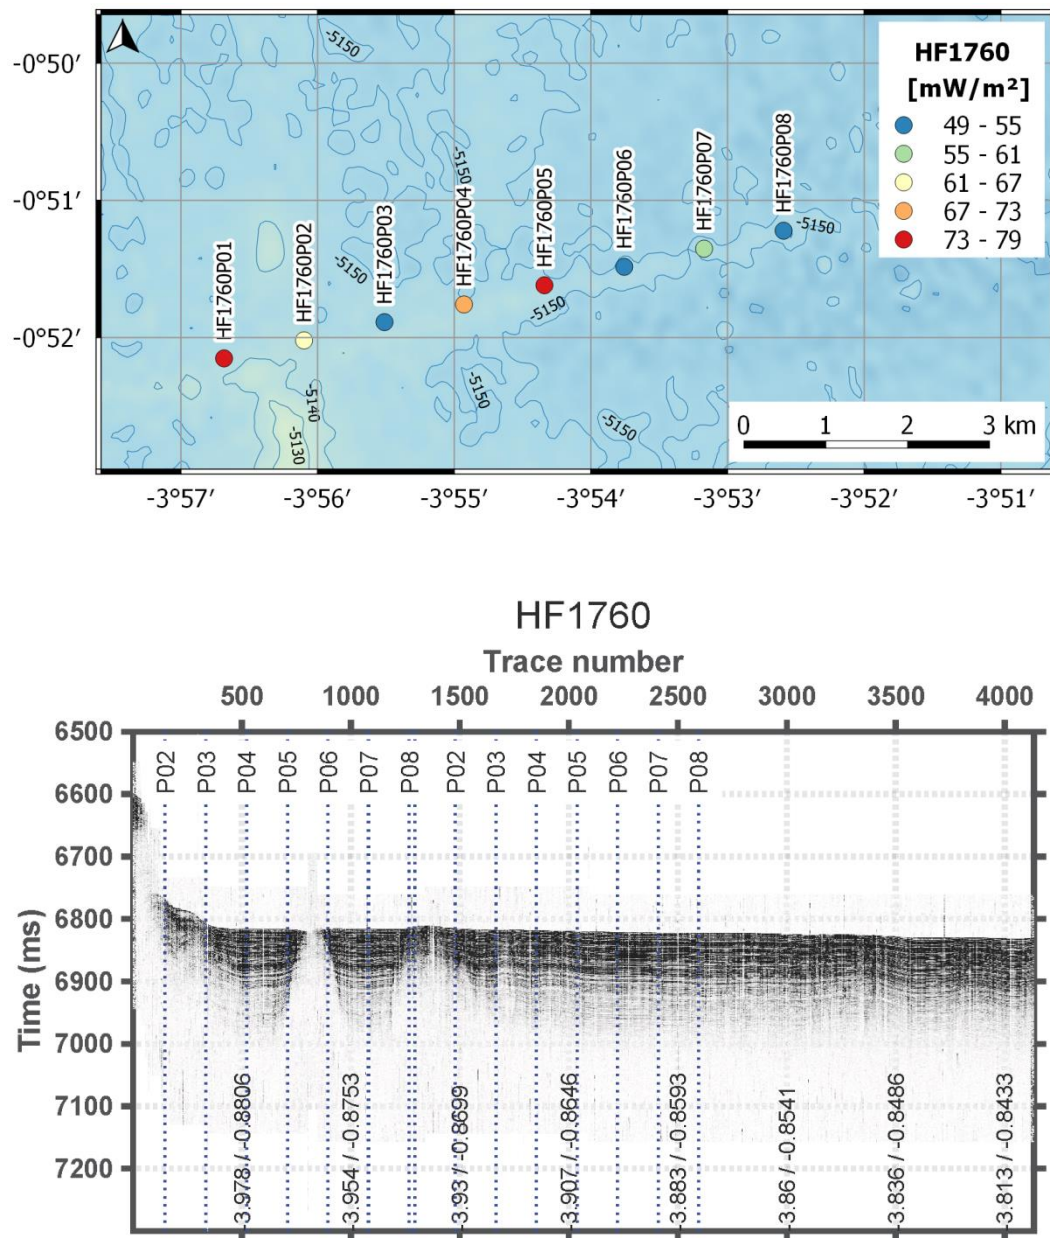 HF1760
[mW/m²]
49 - 55
55 - 61
61 - 67
67 - 73
73 - 79
-0°50′
-0°51′
-0°52′
-5150
-5150
-5150
-5150
-5150
-5150
-5150
-5140
-5130
HF1760P01
HF1760P02
HF1760P03
HF1760P04
HF1760P05
HF1760P06
HF1760P07
HF1760P08
0 1 2 3 km
-3°57′ -3°56′ -3°55′ -3°54′ -3°53′ -3°52′ -3°51′
HF1760
Trace number
500 1000 1500 2000 2500 3000 3500 4000
Time (ms)
6500
6600
6700
6800
6900
7000
7100
7200
P02 P03 P04 P05 P06 P07 P08 P02 P03 P04 P05 P06 P07 P08
-3.978 / -0.8806
-3.954 / -0.8753
-3.93 / -0.8699
-3.907 / -0.8646
-3.883 / -0.8593
-3.86 / -0.8541
-3.836 / -0.8486
-3.813 / -0.8433